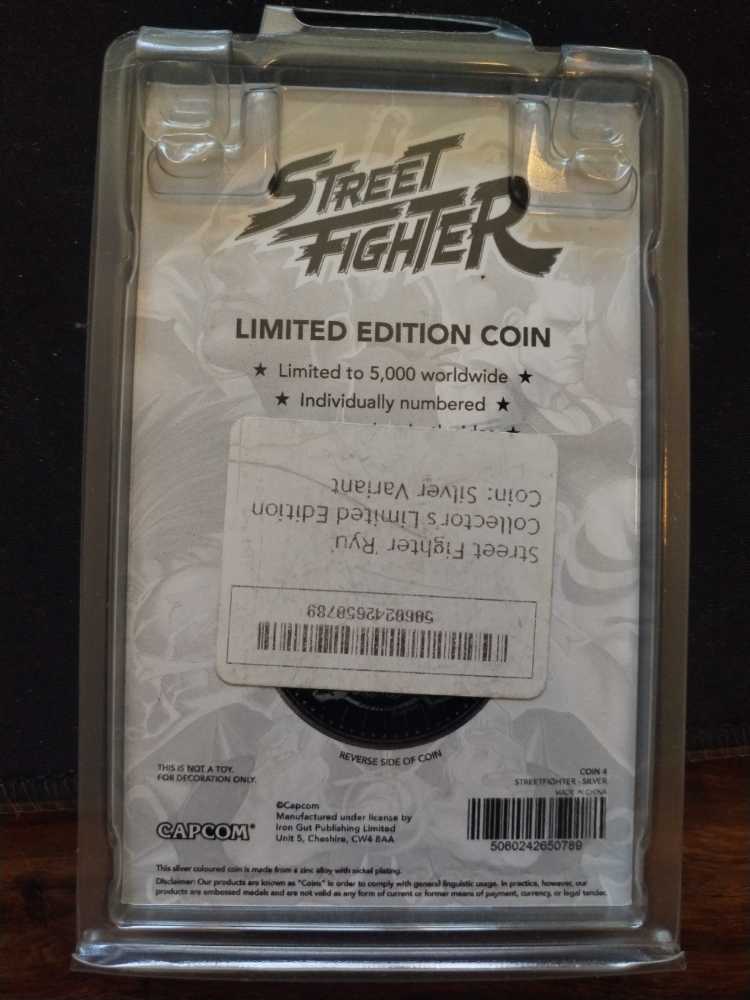 STREET
FIGHTER
LIMITED EDITION COIN
★ Limited to 5,000 worldwide ★
★ Individually numbered ★
Street Fighter 'Ryu'
Collector's Limited Edition
Coin: Silver Variant
5060242650789
REVERSE SIDE OF COIN
THIS IS NOT A TOY.
FOR DECORATION ONLY.
COIN 4
STREETFIGHTER - SILVER
MADE IN CHINA
©Capcom
Manufactured under license by
Iron Gut Publishing Limited
Unit 5, Cheshire, CW4 8AA
CAPCOM
5060242650789
This silver coloured coin is made from a zinc alloy with nickel plating.
Disclaimer: Our products are known as "Coins" in order to comply with general linguistic usage. In practice, however, our
products are embossed medals and are not valid as any form of current or former means of payment, currency, or legal tender.